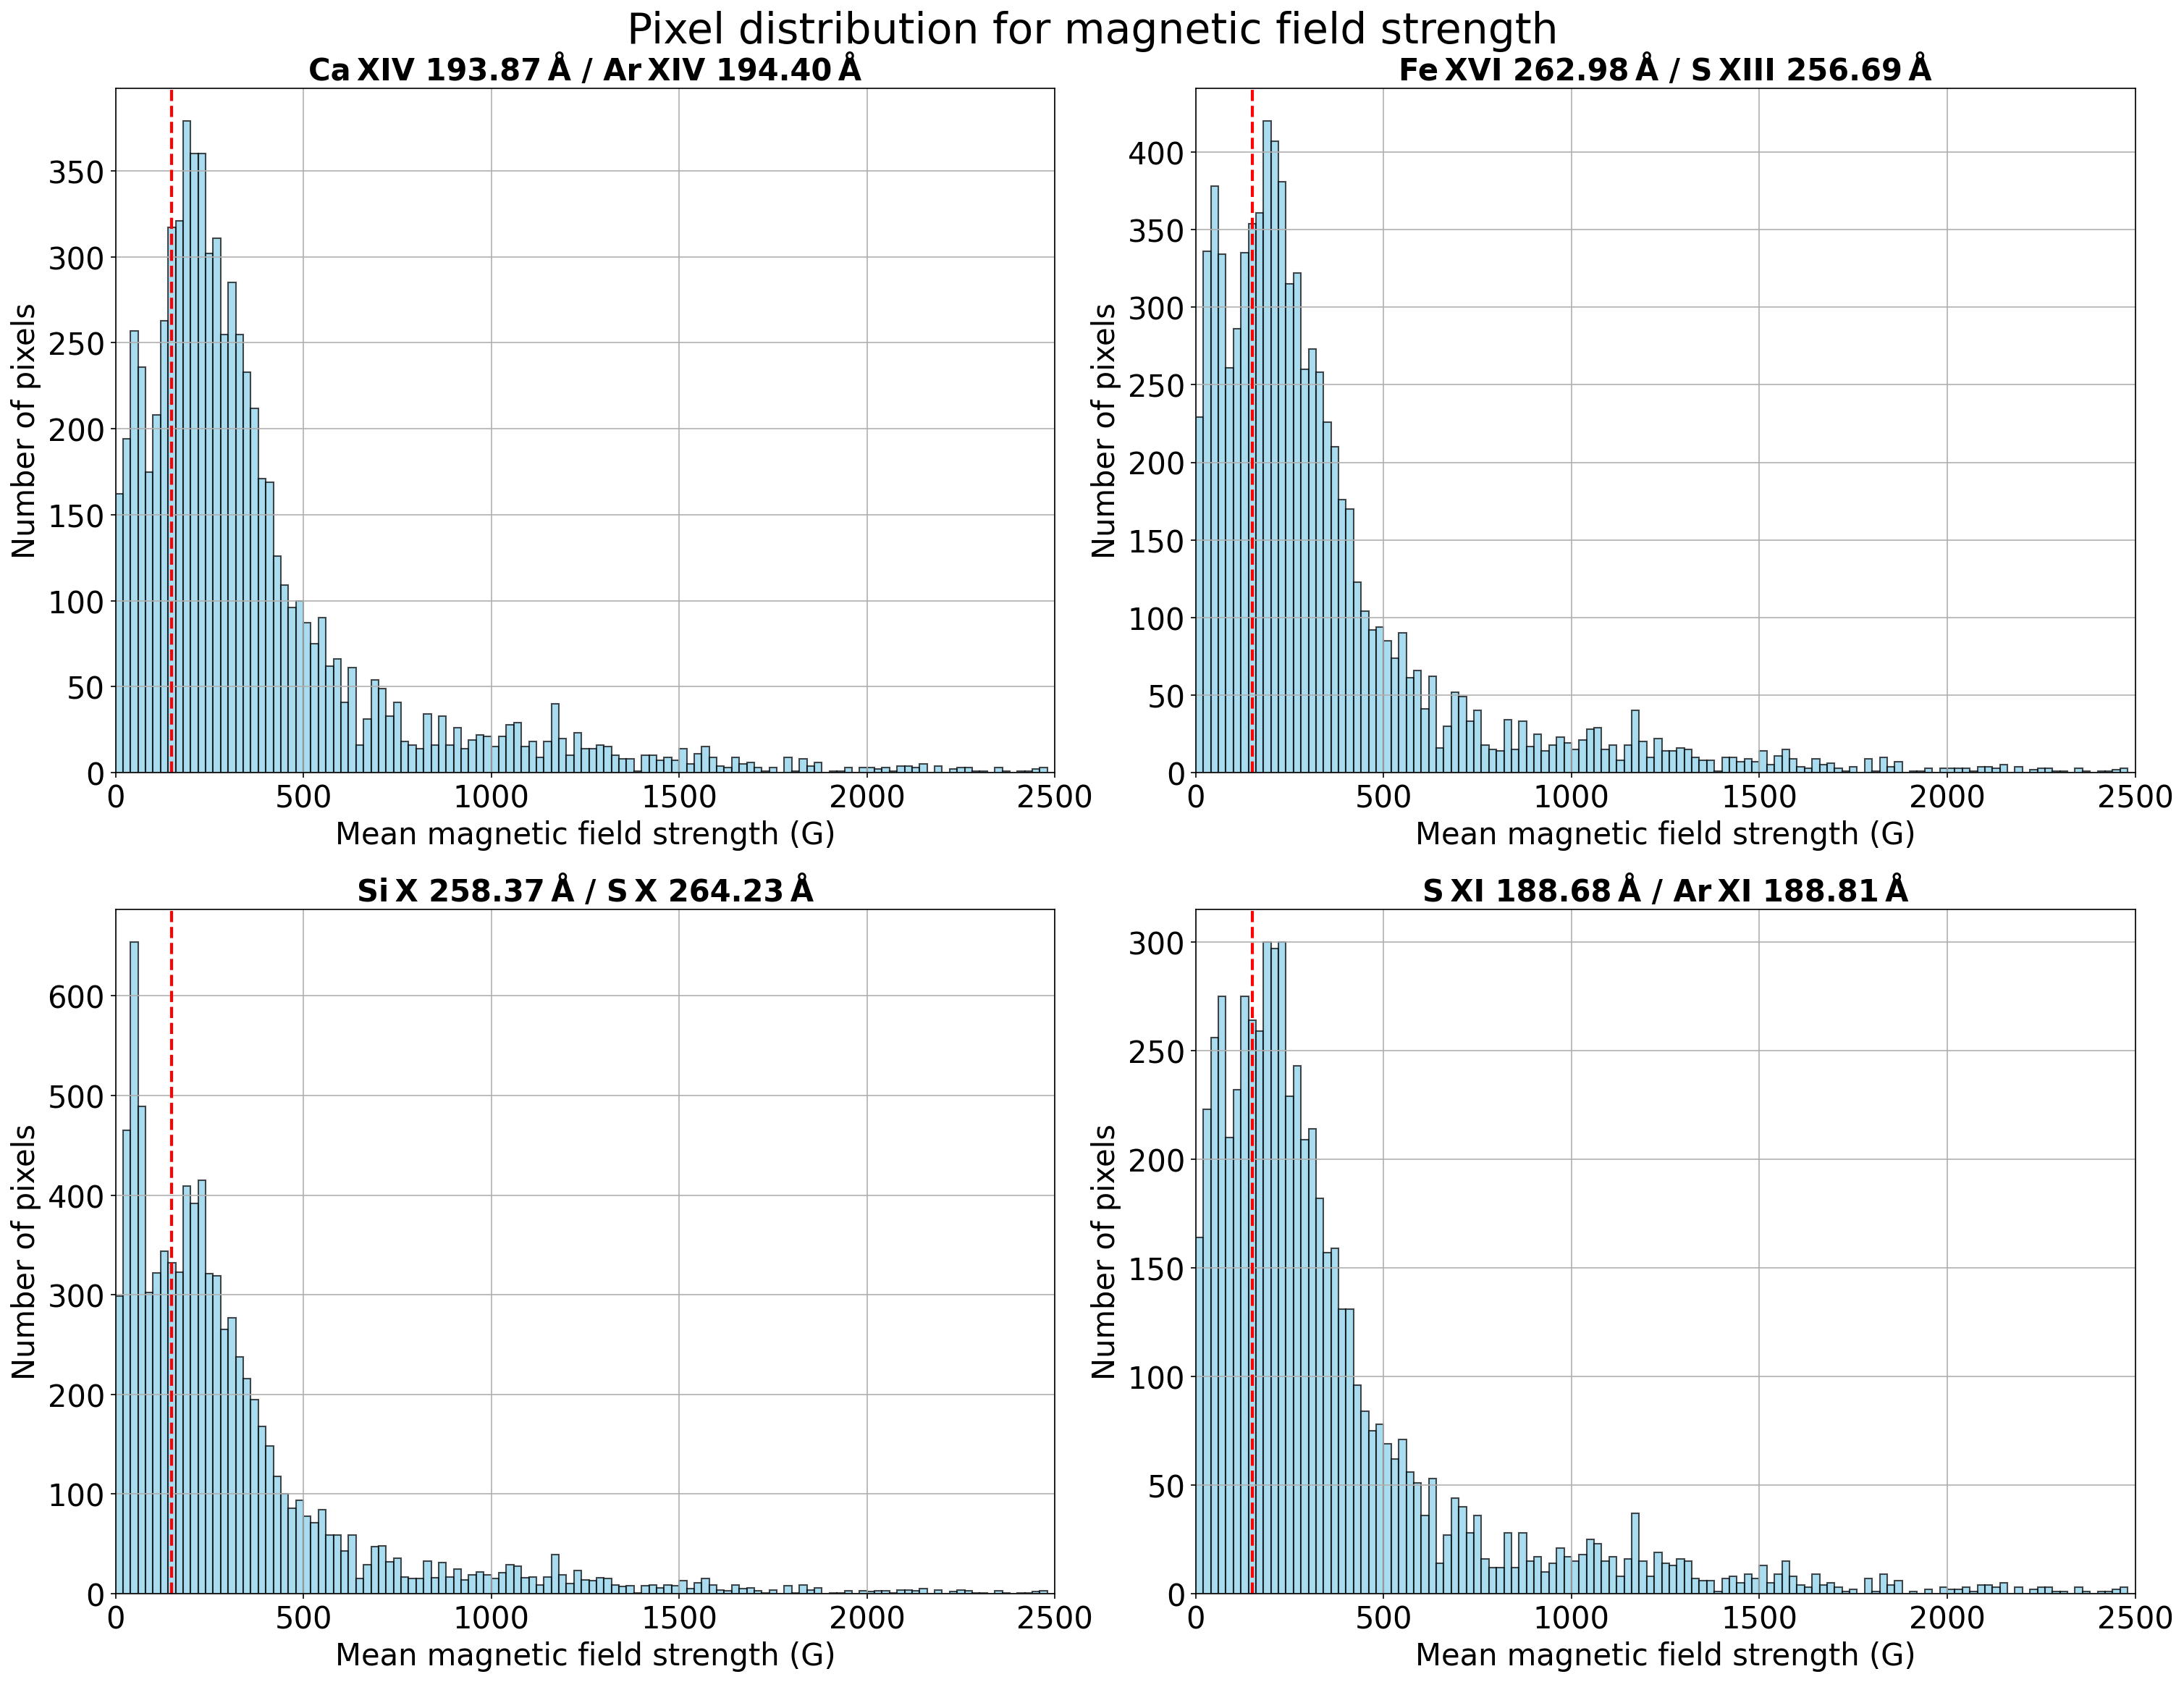 Pixel distribution for magnetic field strength
Ca XIV 193.87 Å / Ar XIV 194.40 Å
350
300
250
200
150
100
50
0
Number of pixels
0 500 1000 1500 2000 2500
Mean magnetic field strength (G)
Fe XVI 262.98 Å / S XIII 256.69 Å
400
350
300
250
200
150
100
50
0
Number of pixels
0 500 1000 1500 2000 2500
Mean magnetic field strength (G)
Si X 258.37 Å / S X 264.23 Å
600
500
400
300
200
100
0
Number of pixels
0 500 1000 1500 2000 2500
Mean magnetic field strength (G)
S XI 188.68 Å / Ar XI 188.81 Å
300
250
200
150
100
50
0
Number of pixels
0 500 1000 1500 2000 2500
Mean magnetic field strength (G)